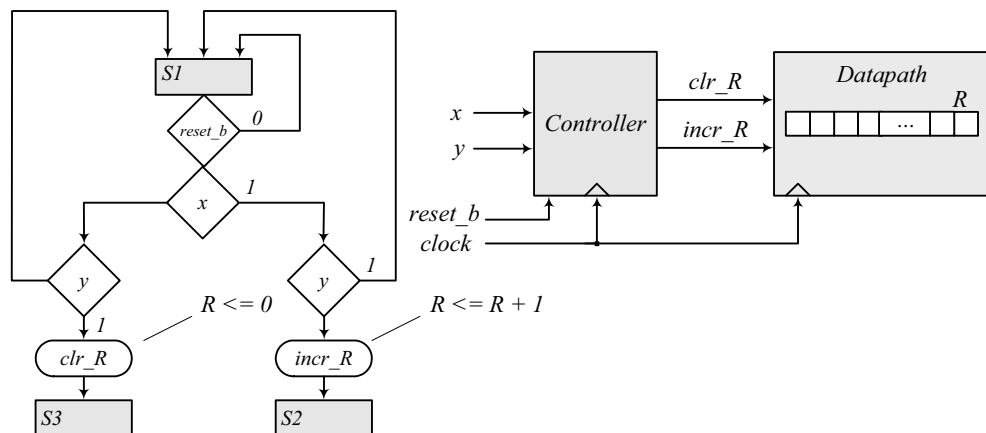 S1
reset_b
0
x
1
y
1
y
1
R <= 0
R <= R + 1
clr_R
incr_R
S3
S2
x
y
reset_b
clock
Controller
clr_R
incr_R
Datapath
R
...